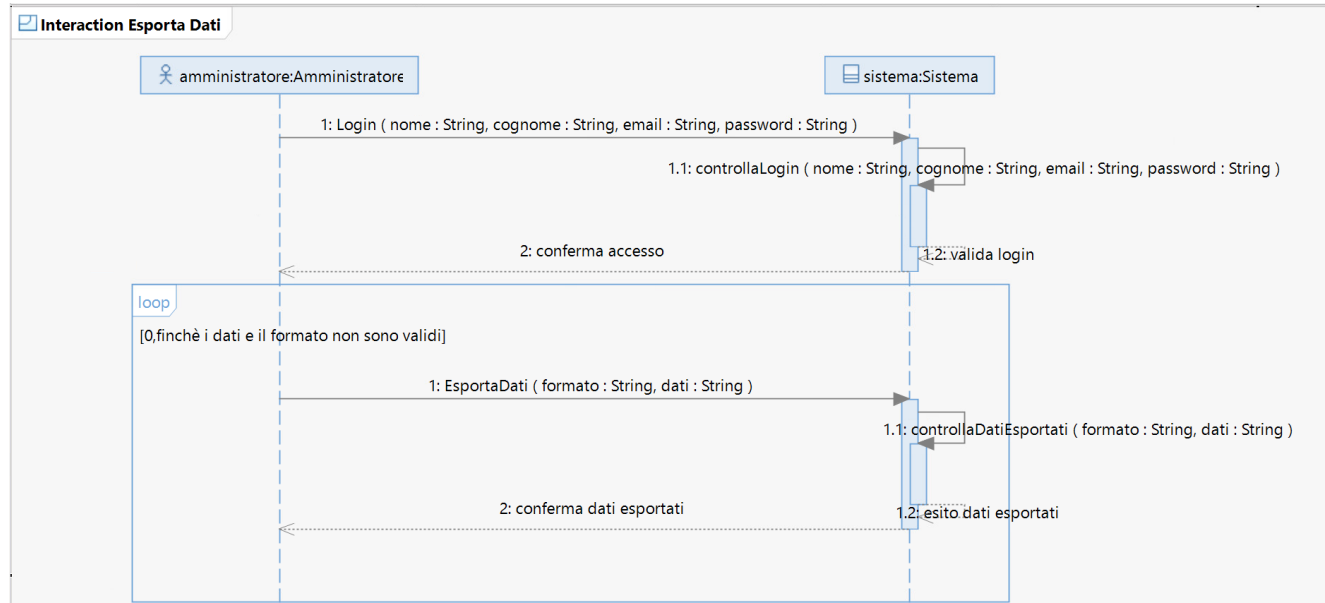 Interaction Esporta Dati
amministratore:Amministratore
sistema:Sistema
1: Login ( nome : String, cognome : String, email : String, password : String )
1.1: controllaLogin ( nome : String, cognome : String, email : String, password : String )
2: conferma accesso
1.2: valida login
loop
[0,finchè i dati e il formato non sono validi]
1: EsportaDati ( formato : String, dati : String )
1.1: controllaDatiEsportati ( formato : String, dati : String )
2: conferma dati esportati
1.2: esito dati esportati